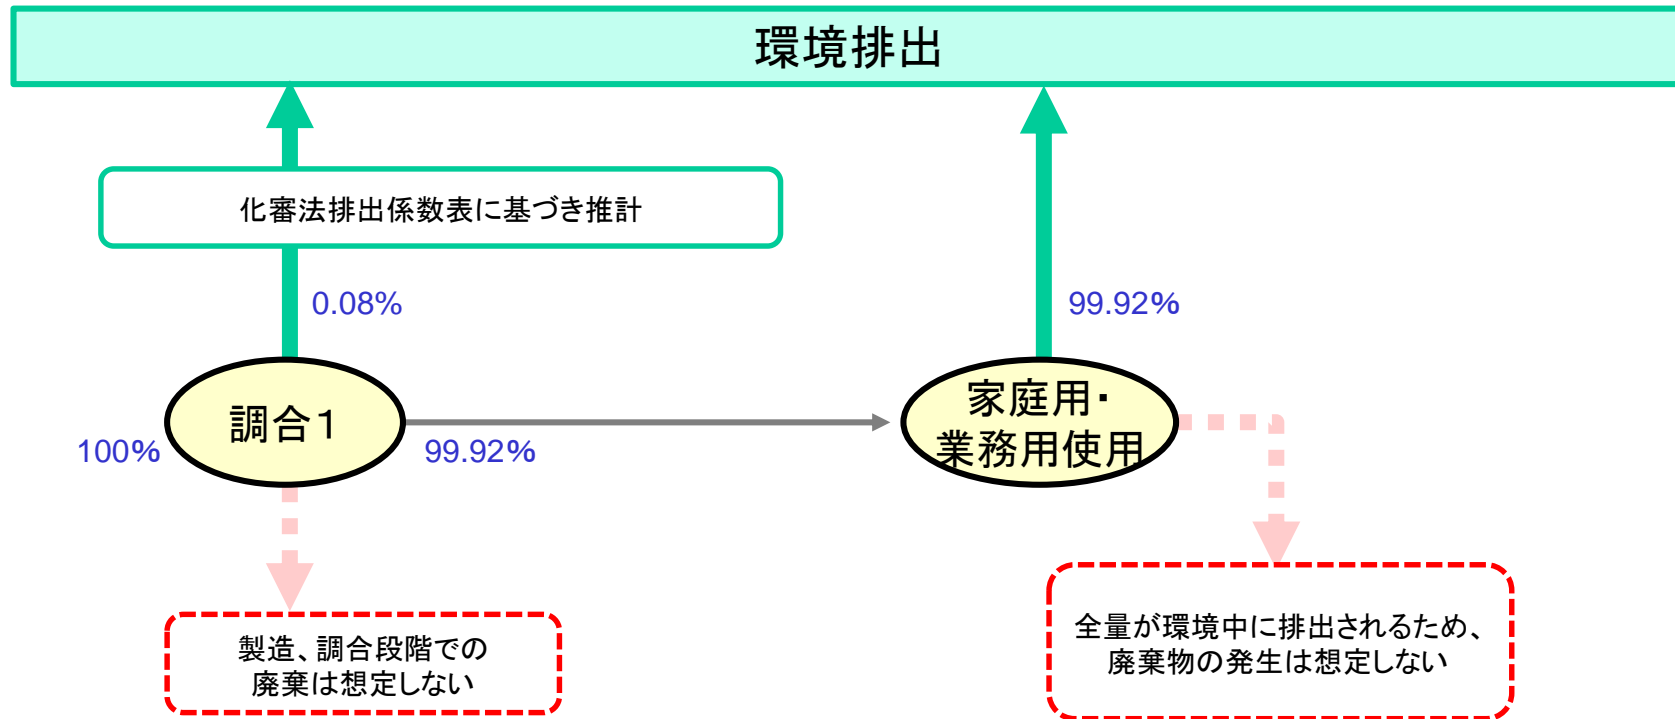 環境排出
化審法排出係数表に基づき推計
0.08%
99.92%
調合１
家庭用・
業務用使用
100%
99.92%
製造、調合段階での
廃棄は想定しない
全量が環境中に排出されるため、
廃棄物の発生は想定しない